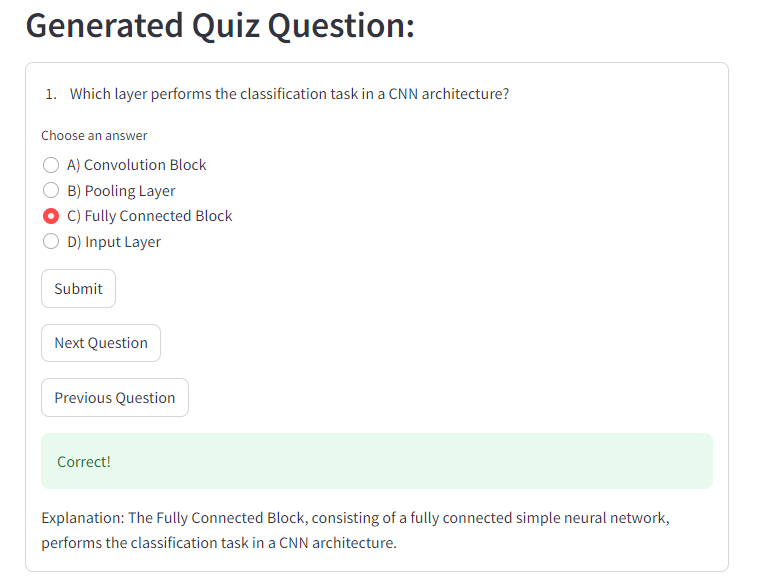 Generated Quiz Question:
1. Which layer performs the classification task in a CNN architecture?
Choose an answer
A) Convolution Block
B) Pooling Layer
C) Fully Connected Block
D) Input Layer
Submit
Next Question
Previous Question
Correct!
Explanation: The Fully Connected Block, consisting of a fully connected simple neural network,
performs the classification task in a CNN architecture.